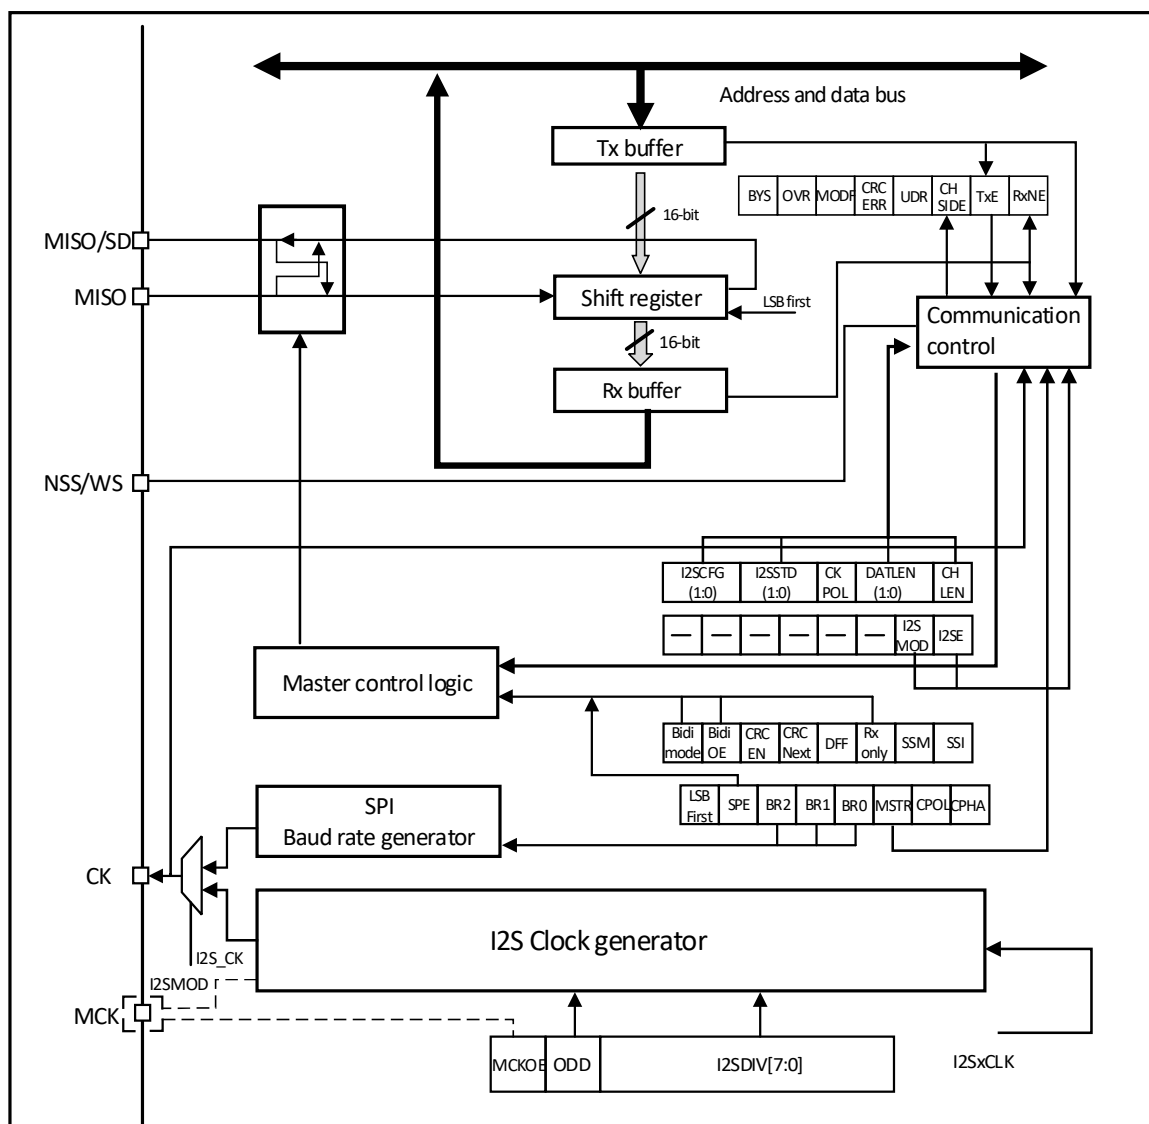 Address and data bus
Tx buffer
16-bit
BYS
OVR
MODF
CRC
ERR
UDR
CH
SIDE
TxE
RxNE
MISO/SD
MISO
Shift register
LSB first
Communication
control
16-bit
Rx buffer
NSS/WS
I2SCFG
(1:0)
I2SSTD
(1:0)
CK
POL
DATLEN
(1:0)
CH
LEN
— — — — — —
I2S
MOD
I2SE
Master control logic
Bidi
mode
Bidi
OE
CRC
EN
CRC
Next
DFF
Rx
only
SSM
SSI
LSB
First
SPE
BR2
BR1
BR0
MSTR
CPOL
CPHA
SPI
Baud rate generator
CK
I2S Clock generator
I2S_CK
I2SMOD
MCK
MCKOE
ODD
I2SDIV[7:0]
I2SxCLK